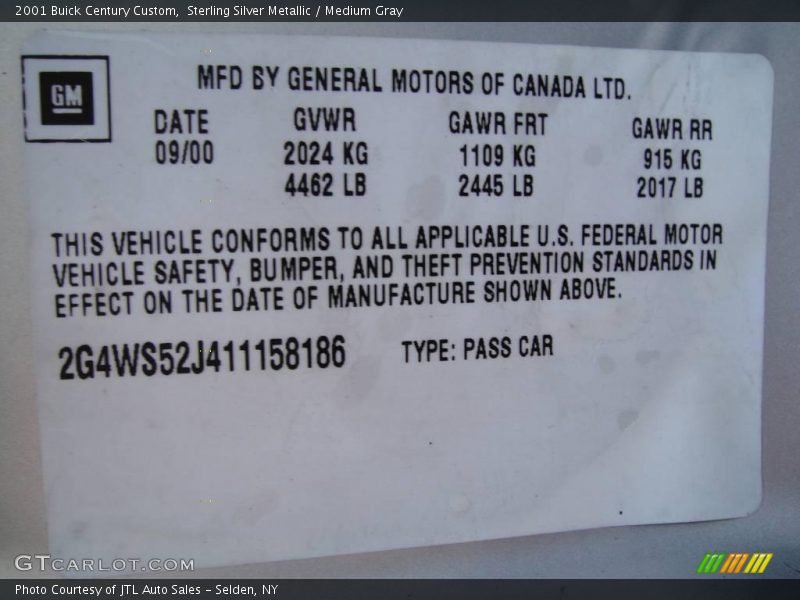 2001 Buick Century Custom,  Sterling Silver Metallic / Medium Gray
GM
MFD BY GENERAL MOTORS OF CANADA LTD.
DATE GVWR GAWR FRT GAWR RR
09/00 2024 KG 1109 KG 915 KG
4462 LB 2445 LB 2017 LB
THIS VEHICLE CONFORMS TO ALL APPLICABLE U.S. FEDERAL MOTOR
VEHICLE SAFETY, BUMPER, AND THEFT PREVENTION STANDARDS IN
EFFECT ON THE DATE OF MANUFACTURE SHOWN ABOVE.
2G4WS52J411158186 TYPE: PASS CAR
GTCARLOT.COM
Photo Courtesy of JTL Auto Sales - Selden, NY